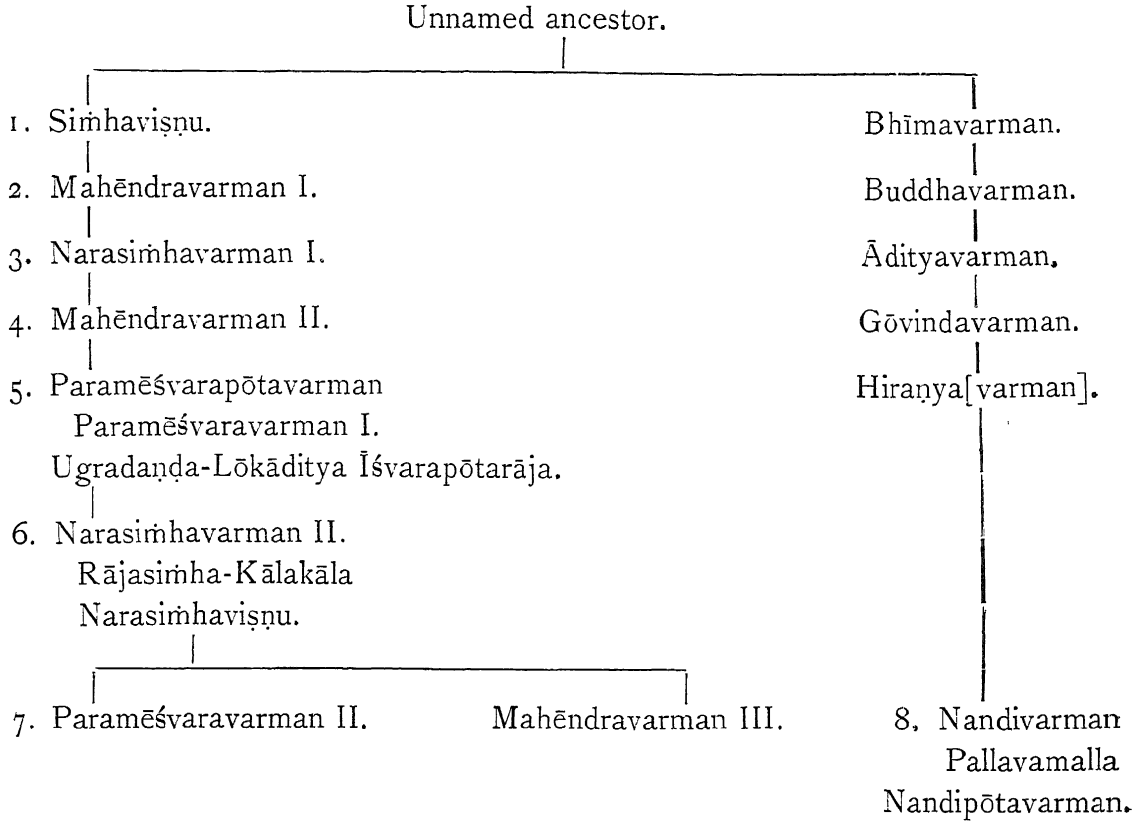 Unnamed ancestor.
1. Siṁhaviṣṇu.
Bhīmavarman.
2. Mahēndravarman I.
Buddhavarman.
3. Narasiṁhavarman I.
Ādityavarman.
4. Mahēndravarman II.
Gōvindavarman.
5. Paramēśvarapōtavarman
Hiraṇya[varman].
Paramēśvaravarman I.
Ugradaṇḍa-Lōkāditya Īśvarapōtarāja.
6. Narasiṁhavarman II.
Rājasiṁha-Kālakāla
Narasiṁhaviṣṇu.
7. Paramēśvaravarman II.
Mahēndravarman III.
8, Nandivarman
Pallavamalla
Nandipōtavarman.